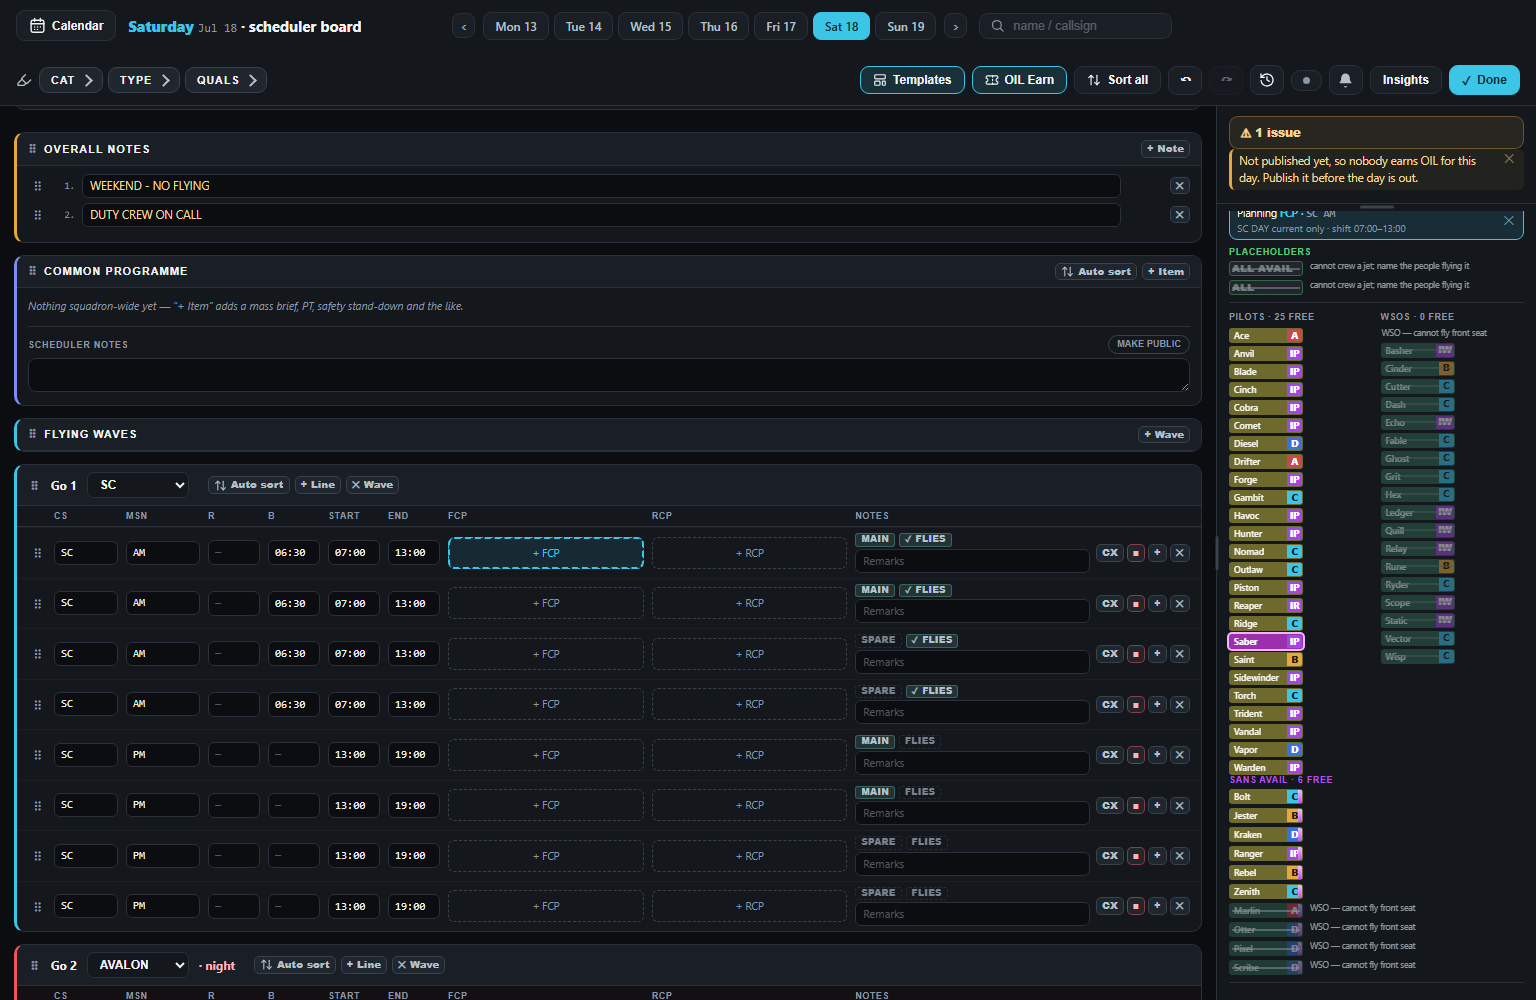 Calendar Saturday Jul 18 · scheduler board ‹ Mon 13 Tue 14 Wed 15 Thu 16 Fri 17 Sat 18 Sun 19 › name / callsign
CAT TYPE QUALS Templates OIL Earn Sort all Insights ✓ Done
OVERALL NOTES + Note
1. WEEKEND - NO FLYING ✕
2. DUTY CREW ON CALL ✕
COMMON PROGRAMME Auto sort + Item
Nothing squadron-wide yet — "+ Item" adds a mass brief, PT, safety stand-down and the like.
SCHEDULER NOTES MAKE PUBLIC
FLYING WAVES + Wave
Go 1 SC Auto sort + Line ✕ Wave
CS MSN R B START END FCP RCP NOTES
SC AM – 06:30 07:00 13:00 + FCP + RCP MAIN ✓ FLIES Remarks CX ■ + ✕
SC AM – 06:30 07:00 13:00 + FCP + RCP MAIN ✓ FLIES Remarks CX ■ + ✕
SC AM – 06:30 07:00 13:00 + FCP + RCP SPARE ✓ FLIES Remarks CX ■ + ✕
SC AM – 06:30 07:00 13:00 + FCP + RCP SPARE ✓ FLIES Remarks CX ■ + ✕
SC PM – – 13:00 19:00 + FCP + RCP MAIN FLIES Remarks CX ■ + ✕
SC PM – – 13:00 19:00 + FCP + RCP MAIN FLIES Remarks CX ■ + ✕
SC PM – – 13:00 19:00 + FCP + RCP SPARE FLIES Remarks CX ■ + ✕
SC PM – – 13:00 19:00 + FCP + RCP SPARE FLIES Remarks CX ■ + ✕
Go 2 AVALON · night Auto sort + Line ✕ Wave
CS MSN R B START END FCP RCP NOTES
⚠ 1 issue
Not published yet, so nobody earns OIL for this
day. Publish it before the day is out.
Planning FCP · SC AM
SC DAY current only · shift 07:00–13:00
PLACEHOLDERS
ALL AVAIL cannot crew a jet; name the people flying it
ALL cannot crew a jet; name the people flying it
PILOTS · 25 FREE
Ace A
Anvil IP
Blade IP
Cinch IP
Cobra IP
Comet IP
Diesel D
Drifter A
Forge IP
Gambit C
Havoc IP
Hunter IP
Nomad C
Outlaw C
Piston IP
Reaper IR
Ridge C
Saber IP
Saint B
Sidewinder IP
Torch C
Trident IP
Vandal IP
Vapor D
Warden IP
WSOS · 0 FREE
WSO — cannot fly front seat
Basher IW
Cinder B
Cutter C
Dash C
Echo IW
Fable C
Ghost C
Grit C
Hex C
Ledger IW
Quill IW
Relay IW
Rune B
Ryder C
Scope IW
Static IW
Vector C
Wisp C
SANS AVAIL · 6 FREE
Bolt C
Jester B
Kraken D
Ranger IP
Rebel B
Zenith C
Marlin A WSO — cannot fly front seat
Otter D WSO — cannot fly front seat
Pixel D WSO — cannot fly front seat
Scribe D WSO — cannot fly front seat